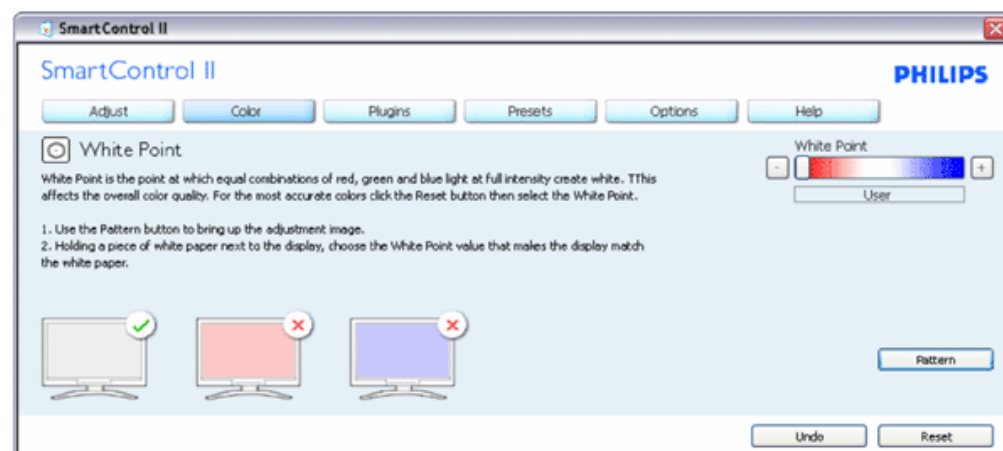 SmartControl II
SmartControl II
PHILIPS
Adjust Color Plugins Presets Options Help
White Point
White Point is the point at which equal combinations of red, green and blue light at full intensity create white. TThis
affects the overall color quality. For the most accurate colors click the Reset button then select the White Point.
1. Use the Pattern button to bring up the adjustment image.
2. Holding a piece of white paper next to the display, choose the White Point value that makes the display match
the white paper.
White Point
- +
User
Pattern
Undo Reset